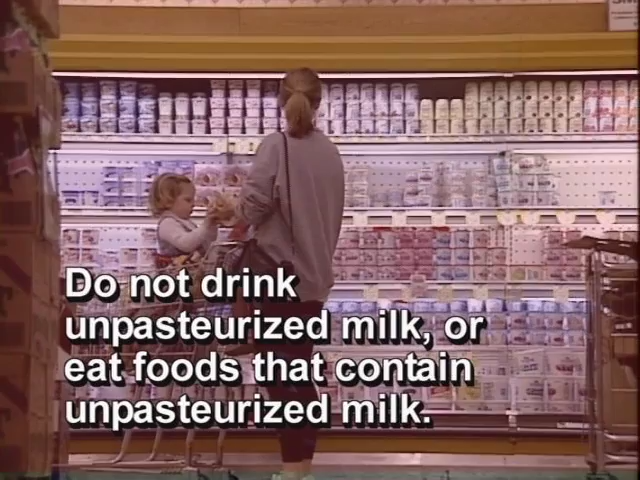 Do not drink
unpasteurized milk, or
eat foods that contain
unpasteurized milk.